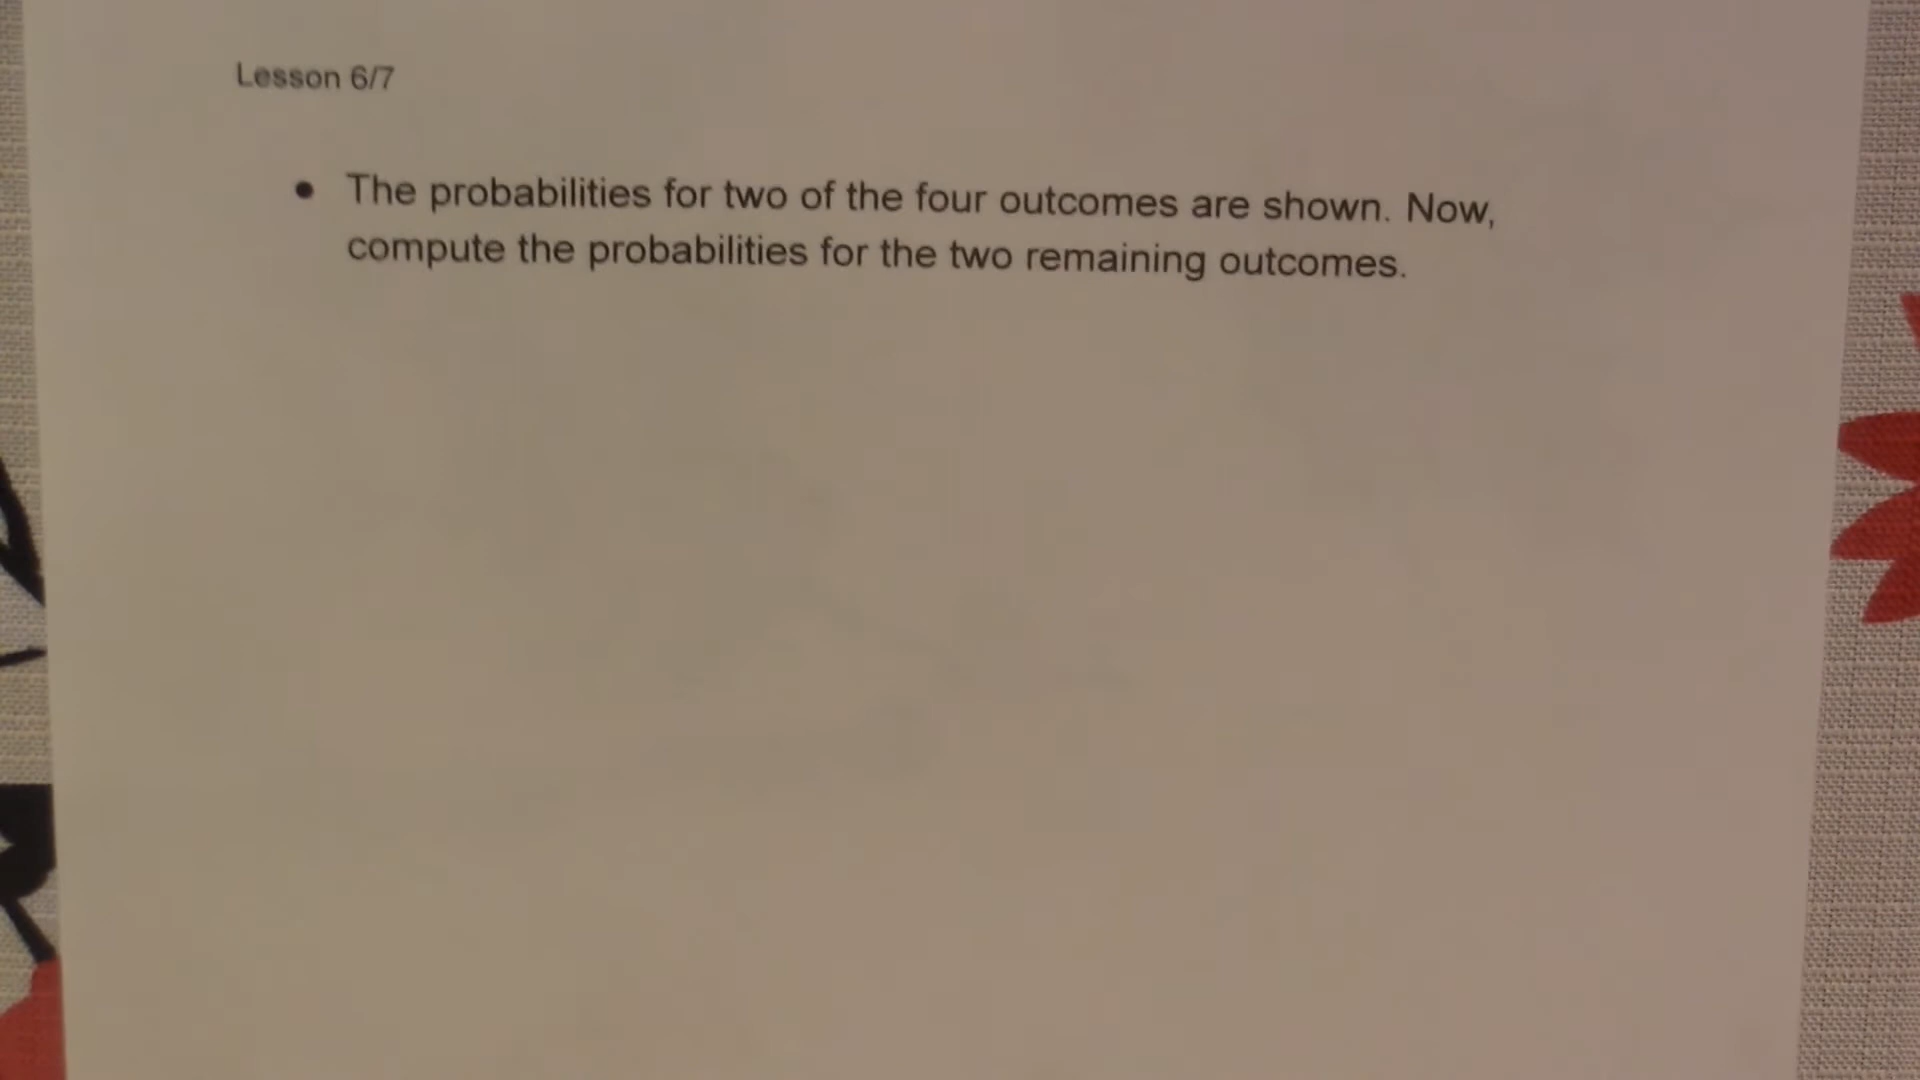 Lesson 6/7
• The probabilities for two of the four outcomes are shown. Now,
compute the probabilities for the two remaining outcomes.